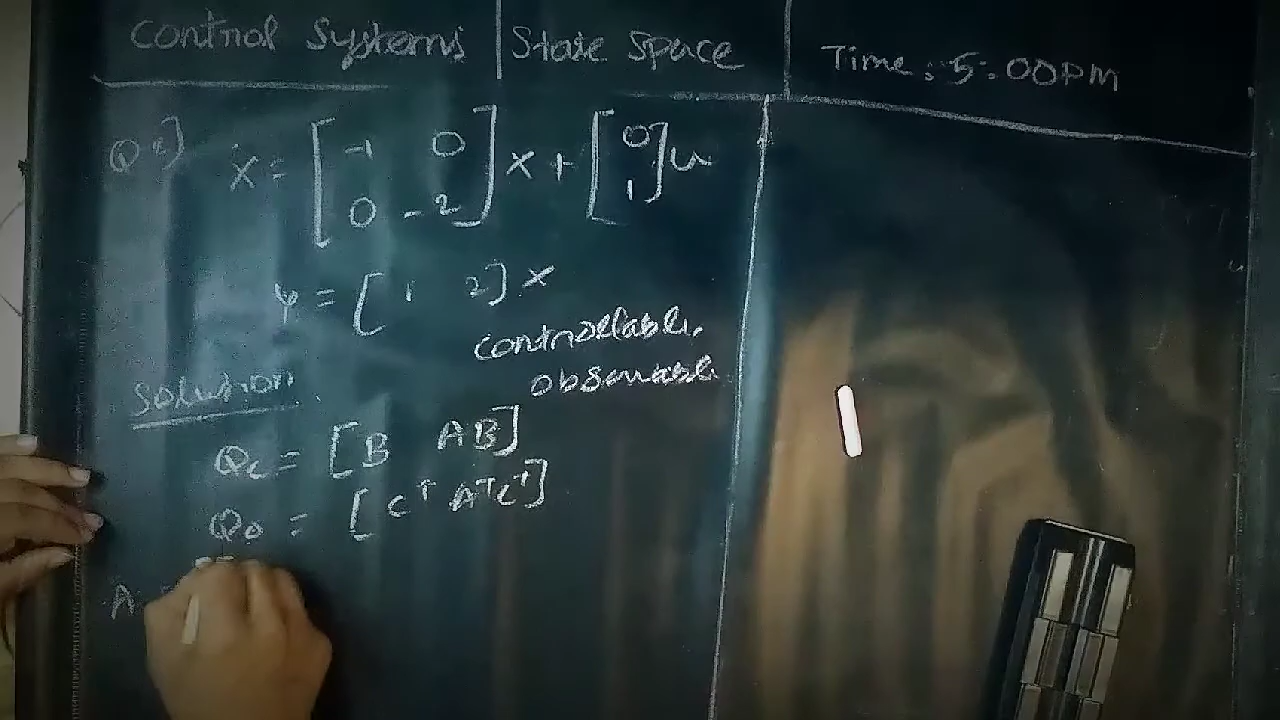 Control Systems | State Space | Time: 5:00pm
Ẋ = [-1 0; 0 -2] X + [0; 1] u
y = [1 2] x
controllable,
observable
Solution
Qc = [B AB]
Qo = [Cᵀ AᵀCᵀ]
A